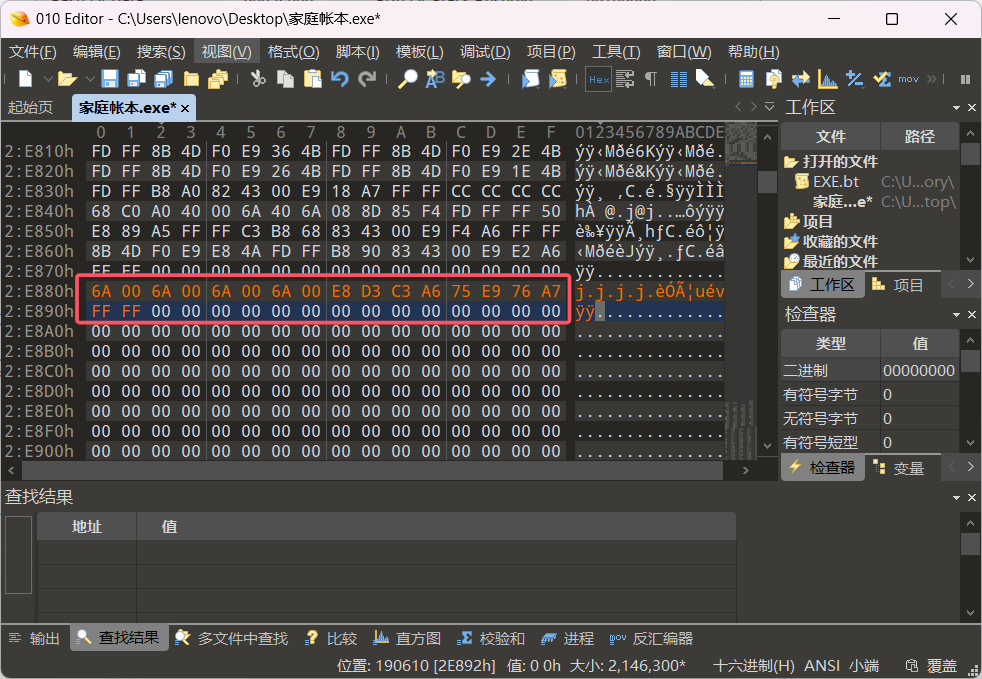 010 Editor - C:\Users\lenovo\Desktop\家庭帐本.exe*
文件(F) 编辑(E) 搜索(S) 视图(V) 格式(O) 脚本(I) 模板(L) 调试(D) 项目(P) 工具(T) 窗口(W) 帮助(H)
Hex mov »
起始页 家庭帐本.exe* ×
0 1 2 3 4 5 6 7 8 9 A B C D E F 0123456789ABCDE
2:E810h FD FF 8B 4D F0 E9 36 4B FD FF 8B 4D F0 E9 2E 4B ýÿ‹Mðé6Kýÿ‹Mðé.
2:E820h FD FF 8B 4D F0 E9 26 4B FD FF 8B 4D F0 E9 1E 4B ýÿ‹Mðé&Kýÿ‹Mðé.
2:E830h FD FF B8 A0 82 43 00 E9 18 A7 FF FF CC CC CC CC ýÿ¸ ‚C.é.§ÿÿÌÌÌ
2:E840h 68 C0 A0 40 00 6A 40 6A 08 8D 85 F4 FD FF FF 50 hÀ @.j@j..…ôýÿÿ
2:E850h E8 89 A5 FF FF C3 B8 68 83 43 00 E9 F4 A6 FF FF è‰¥ÿÿÃ¸hƒC.éô¦ÿ
2:E860h 8B 4D F0 E9 E8 4A FD FF B8 90 83 43 00 E9 E2 A6 ‹MðéèJýÿ¸.ƒC.éâ
2:E870h FF FF 00 00 00 00 00 00 00 00 00 00 00 00 00 00 ÿÿ.............
2:E880h 6A 00 6A 00 6A 00 6A 00 E8 D3 C3 A6 75 E9 76 A7 j.j.j.j.èÓÃ¦uév
2:E890h FF FF 00 00 00 00 00 00 00 00 00 00 00 00 00 00 ÿÿ.............
2:E8A0h 00 00 00 00 00 00 00 00 00 00 00 00 00 00 00 00 ...............
2:E8B0h 00 00 00 00 00 00 00 00 00 00 00 00 00 00 00 00 ...............
2:E8C0h 00 00 00 00 00 00 00 00 00 00 00 00 00 00 00 00 ...............
2:E8D0h 00 00 00 00 00 00 00 00 00 00 00 00 00 00 00 00 ...............
2:E8E0h 00 00 00 00 00 00 00 00 00 00 00 00 00 00 00 00 ...............
2:E8F0h 00 00 00 00 00 00 00 00 00 00 00 00 00 00 00 00 ...............
2:E900h 00 00 00 00 00 00 00 00 00 00 00 00 00 00 00 00 ...............
工作区
文件 路径
打开的文件
EXE.bt C:\U...ory\
家庭...e* C:\U...top\
项目
收藏的文件
最近的文件
工作区 项目
检查器
类型 值
二进制 00000000
有符号字节 0
无符号字节 0
有符号短型 0
检查器 变量
查找结果
地址 值
输出 查找结果 多文件中查找 比较 直方图 校验和 进程 反汇编器
位置: 190610 [2E892h] 值: 0 0h 大小: 2,146,300* 十六进制(H) ANSI 小端 覆盖